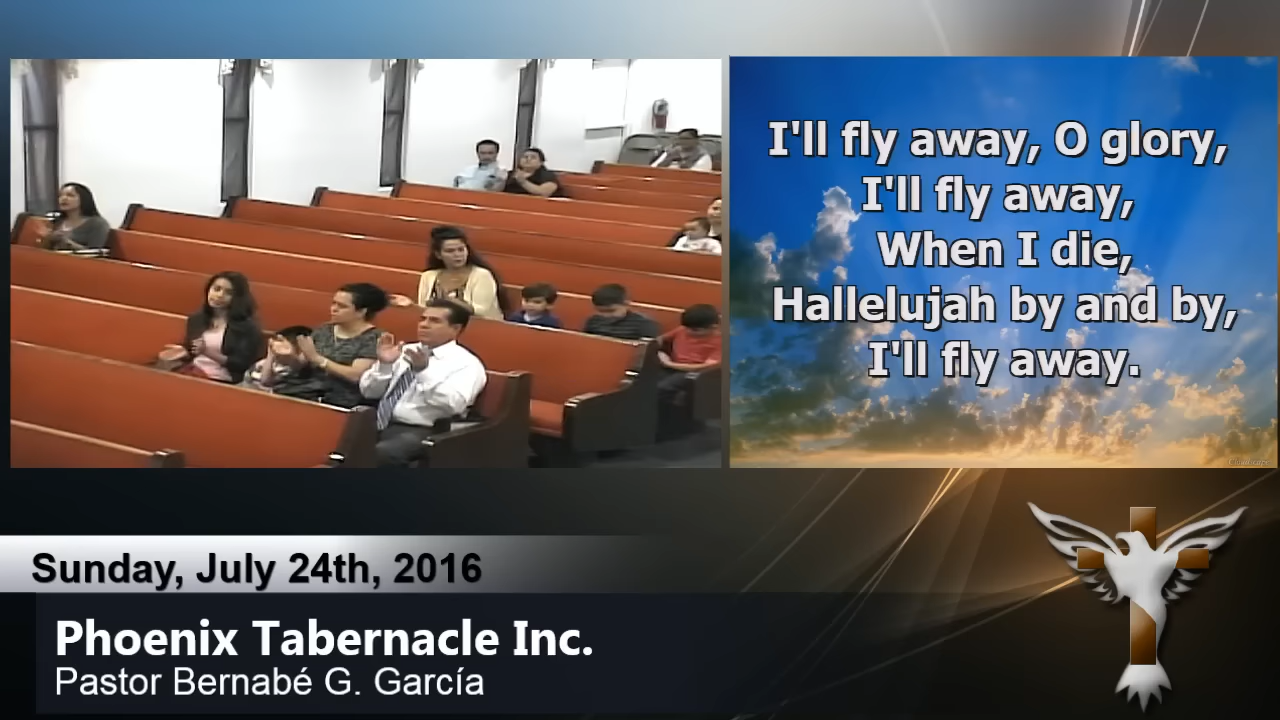 I'll fly away, O glory,
I'll fly away,
When I die,
Hallelujah by and by,
I'll fly away.
Sunday, July 24th, 2016
Phoenix Tabernacle Inc.
Pastor Bernabé G. García